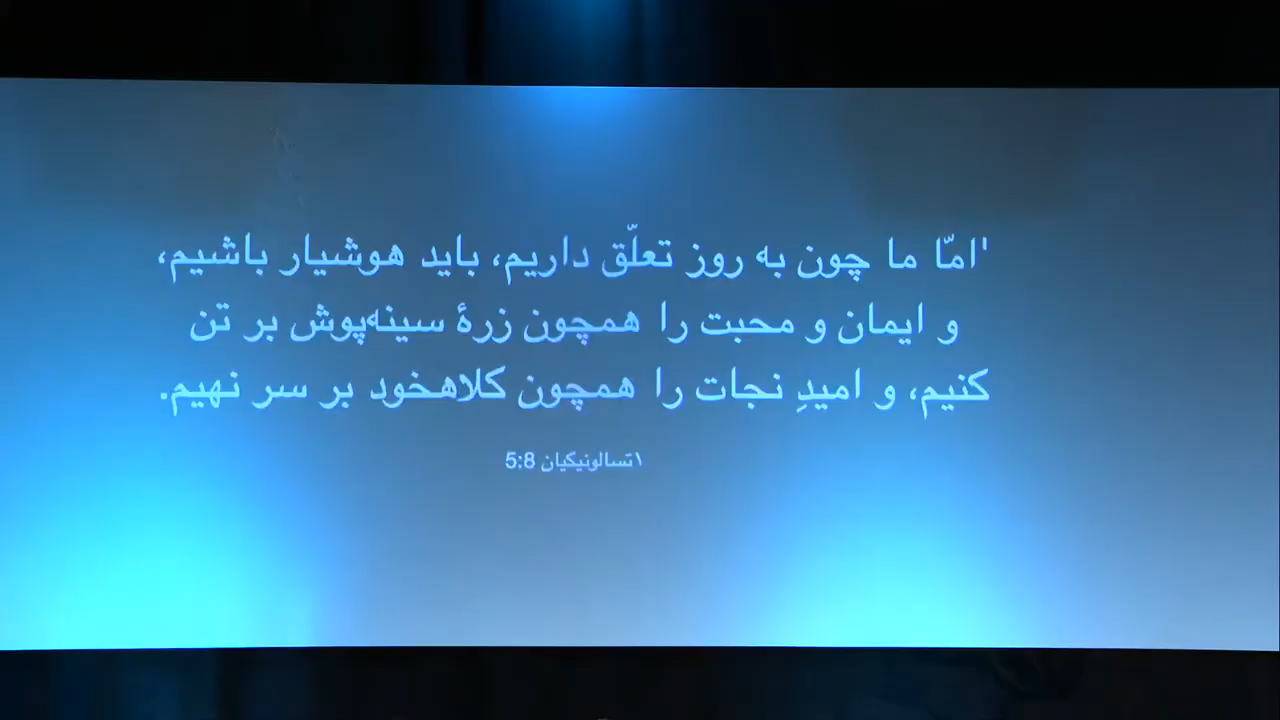 'امّا ما چون به روز تعلّق داریم، باید هوشیار باشیم،
و ایمان و محبت را همچون زرهٔ سینه‌پوش بر تن
کنیم، و امیدِ نجات را همچون کلاهخود بر سر نهیم.
۱تسالونیکیان 5:8